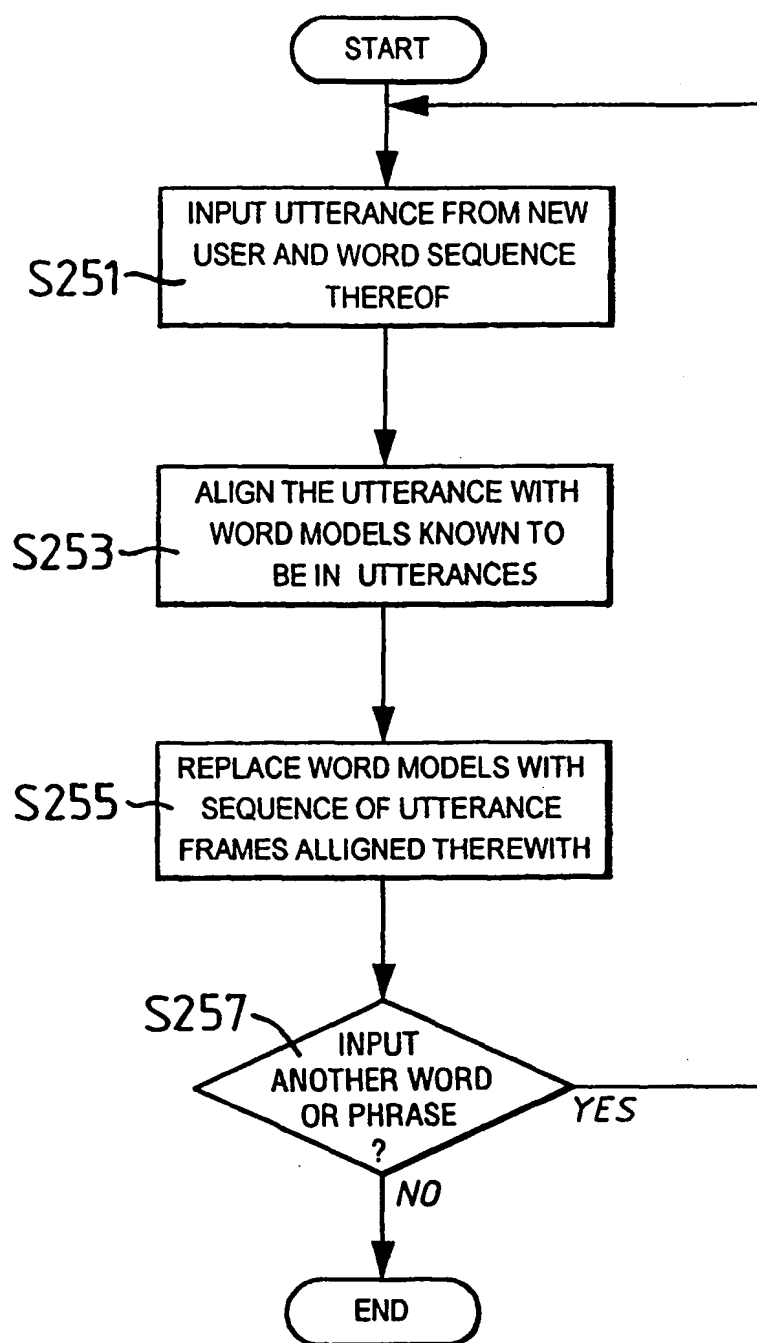 START
INPUT UTTERANCE FROM NEW
USER AND WORD SEQUENCE
THEREOF
S251
ALIGN THE UTTERANCE WITH
WORD MODELS KNOWN TO
BE IN UTTERANCES
S253
REPLACE WORD MODELS WITH
SEQUENCE OF UTTERANCE
FRAMES ALLIGNED THEREWITH
S255
S257
INPUT
ANOTHER WORD
OR PHRASE
?
YES
NO
END